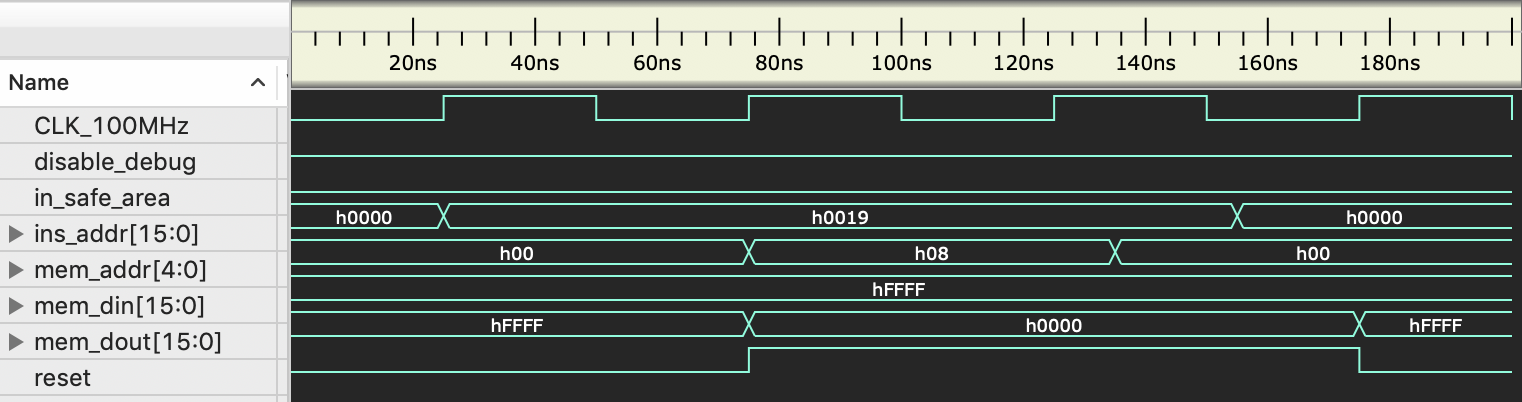 20ns 40ns 60ns 80ns 100ns 120ns 140ns 160ns 180ns
Name
CLK_100MHz
disable_debug
in_safe_area
h0000 h0019 h0000
ins_addr[15:0]
h00 h08 h00
mem_addr[4:0]
hFFFF
mem_din[15:0]
hFFFF h0000 hFFFF
mem_dout[15:0]
reset